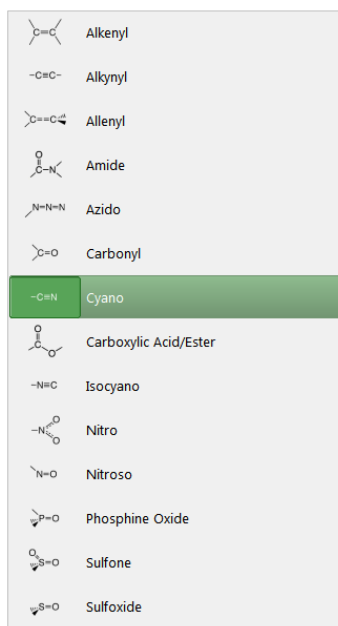 C=C Alkenyl
-C≡C- Alkynyl
C==C Allenyl
O
C-N Amide
N=N=N Azido
C=O Carbonyl
-C≡N Cyano
O
C
O Carboxylic Acid/Ester
-N≡C Isocyano
O
-N Nitro
O
N=O Nitroso
P=O Phosphine Oxide
O
S=O Sulfone
S=O Sulfoxide